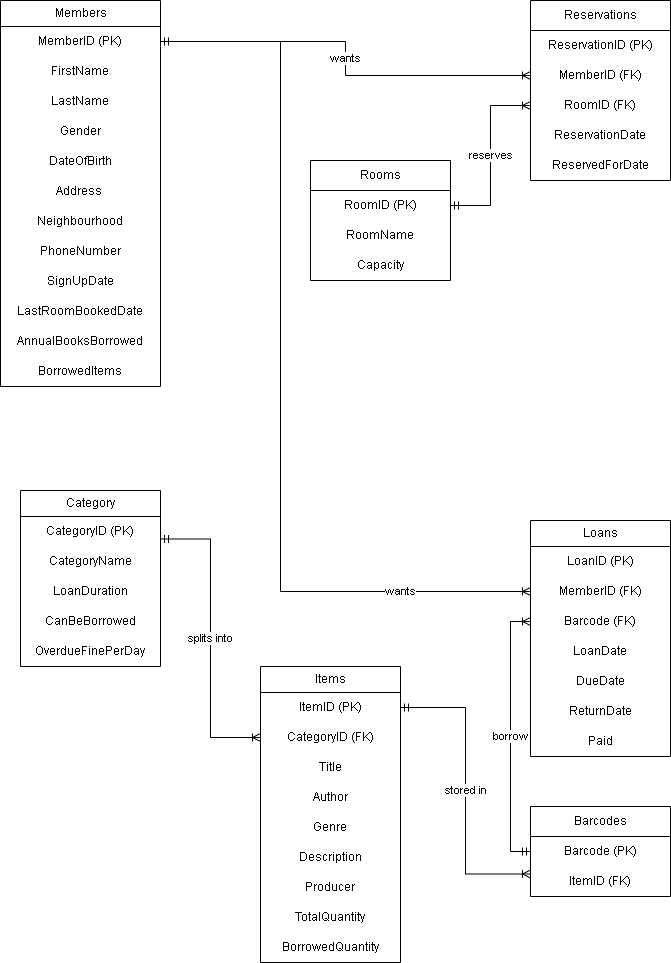 Members
MemberID (PK)
FirstName
LastName
Gender
DateOfBirth
Address
Neighbourhood
PhoneNumber
SignUpDate
LastRoomBookedDate
AnnualBooksBorrowed
BorrowedItems
wants
Reservations
ReservationID (PK)
MemberID (FK)
RoomID (FK)
ReservationDate
ReservedForDate
reserves
Rooms
RoomID (PK)
RoomName
Capacity
Category
CategoryID (PK)
CategoryName
LoanDuration
CanBeBorrowed
OverdueFinePerDay
splits into
wants
Loans
LoanID (PK)
MemberID (FK)
Barcode (FK)
LoanDate
DueDate
ReturnDate
Paid
borrow
Items
ItemID (PK)
CategoryID (FK)
Title
Author
Genre
Description
Producer
TotalQuantity
BorrowedQuantity
stored in
Barcodes
Barcode (PK)
ItemID (FK)